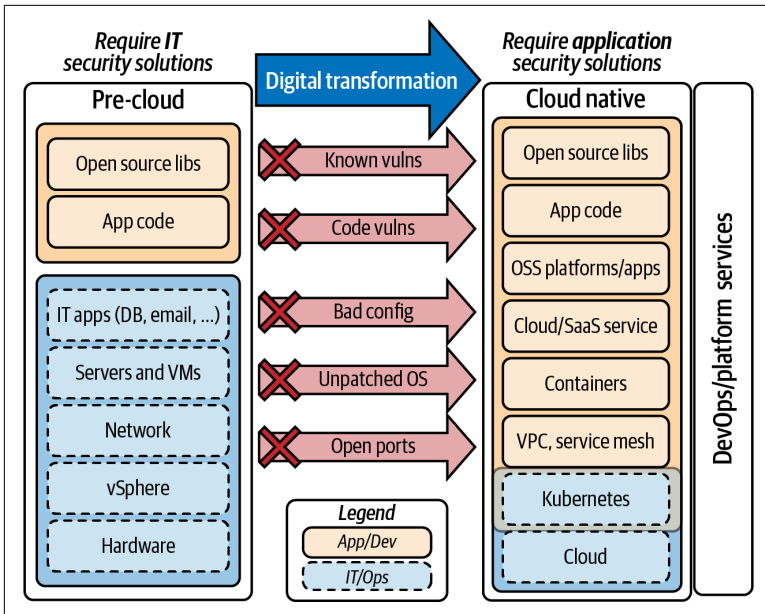 Require IT
security solutions
Pre-cloud
Open source libs
App code
IT apps (DB, email, ...)
Servers and VMs
Network
vSphere
Hardware
Digital transformation
Known vulns
Code vulns
Bad config
Unpatched OS
Open ports
Legend
App/Dev
IT/Ops
Require application
security solutions
Cloud native
Open source libs
App code
OSS platforms/apps
Cloud/SaaS service
Containers
VPC, service mesh
Kubernetes
Cloud
DevOps/platform services